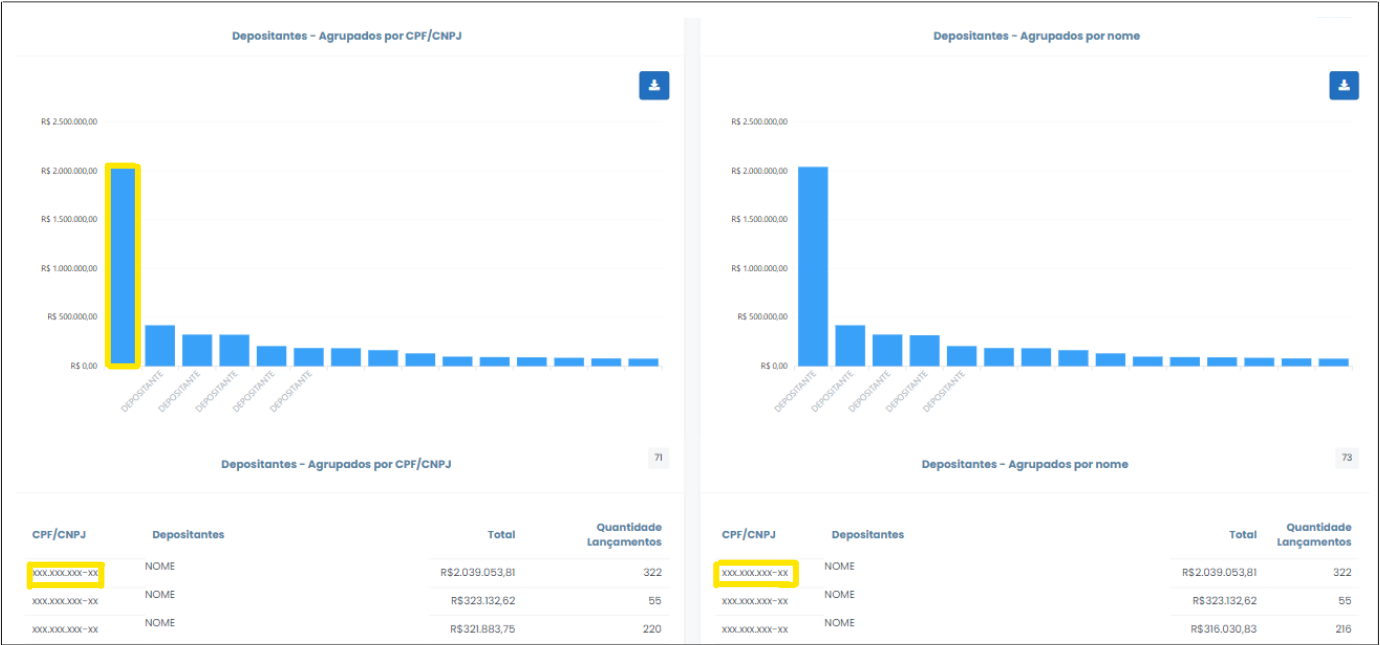 Depositantes - Agrupados por CPF/CNPJ
R$ 2.500.000,00
R$ 2.000.000,00
R$ 1.500.000,00
R$ 1.000.000,00
R$ 500.000,00
R$ 0,00
DEPOSITANTE
DEPOSITANTE
DEPOSITANTE
DEPOSITANTE
DEPOSITANTE
Depositantes - Agrupados por nome
R$ 2.500.000,00
R$ 2.000.000,00
R$ 1.500.000,00
R$ 1.000.000,00
R$ 500.000,00
R$ 0,00
DEPOSITANTE
DEPOSITANTE
DEPOSITANTE
DEPOSITANTE
DEPOSITANTE
Depositantes - Agrupados por CPF/CNPJ
71
CPF/CNPJ Depositantes Total Quantidade Lançamentos
xxx.xxx.xxx-xx NOME R$2.039.053,81 322
xxx.xxx.xxx-xx NOME R$323.132,62 55
xxx.xxx.xxx-xx NOME R$321.883,75 220
Depositantes - Agrupados por nome
73
CPF/CNPJ Depositantes Total Quantidade Lançamentos
xxx.xxx.xxx-xx NOME R$2.039.053,81 322
xxx.xxx.xxx-xx NOME R$323.132,62 55
xxx.xxx.xxx-xx NOME R$316.030,83 216